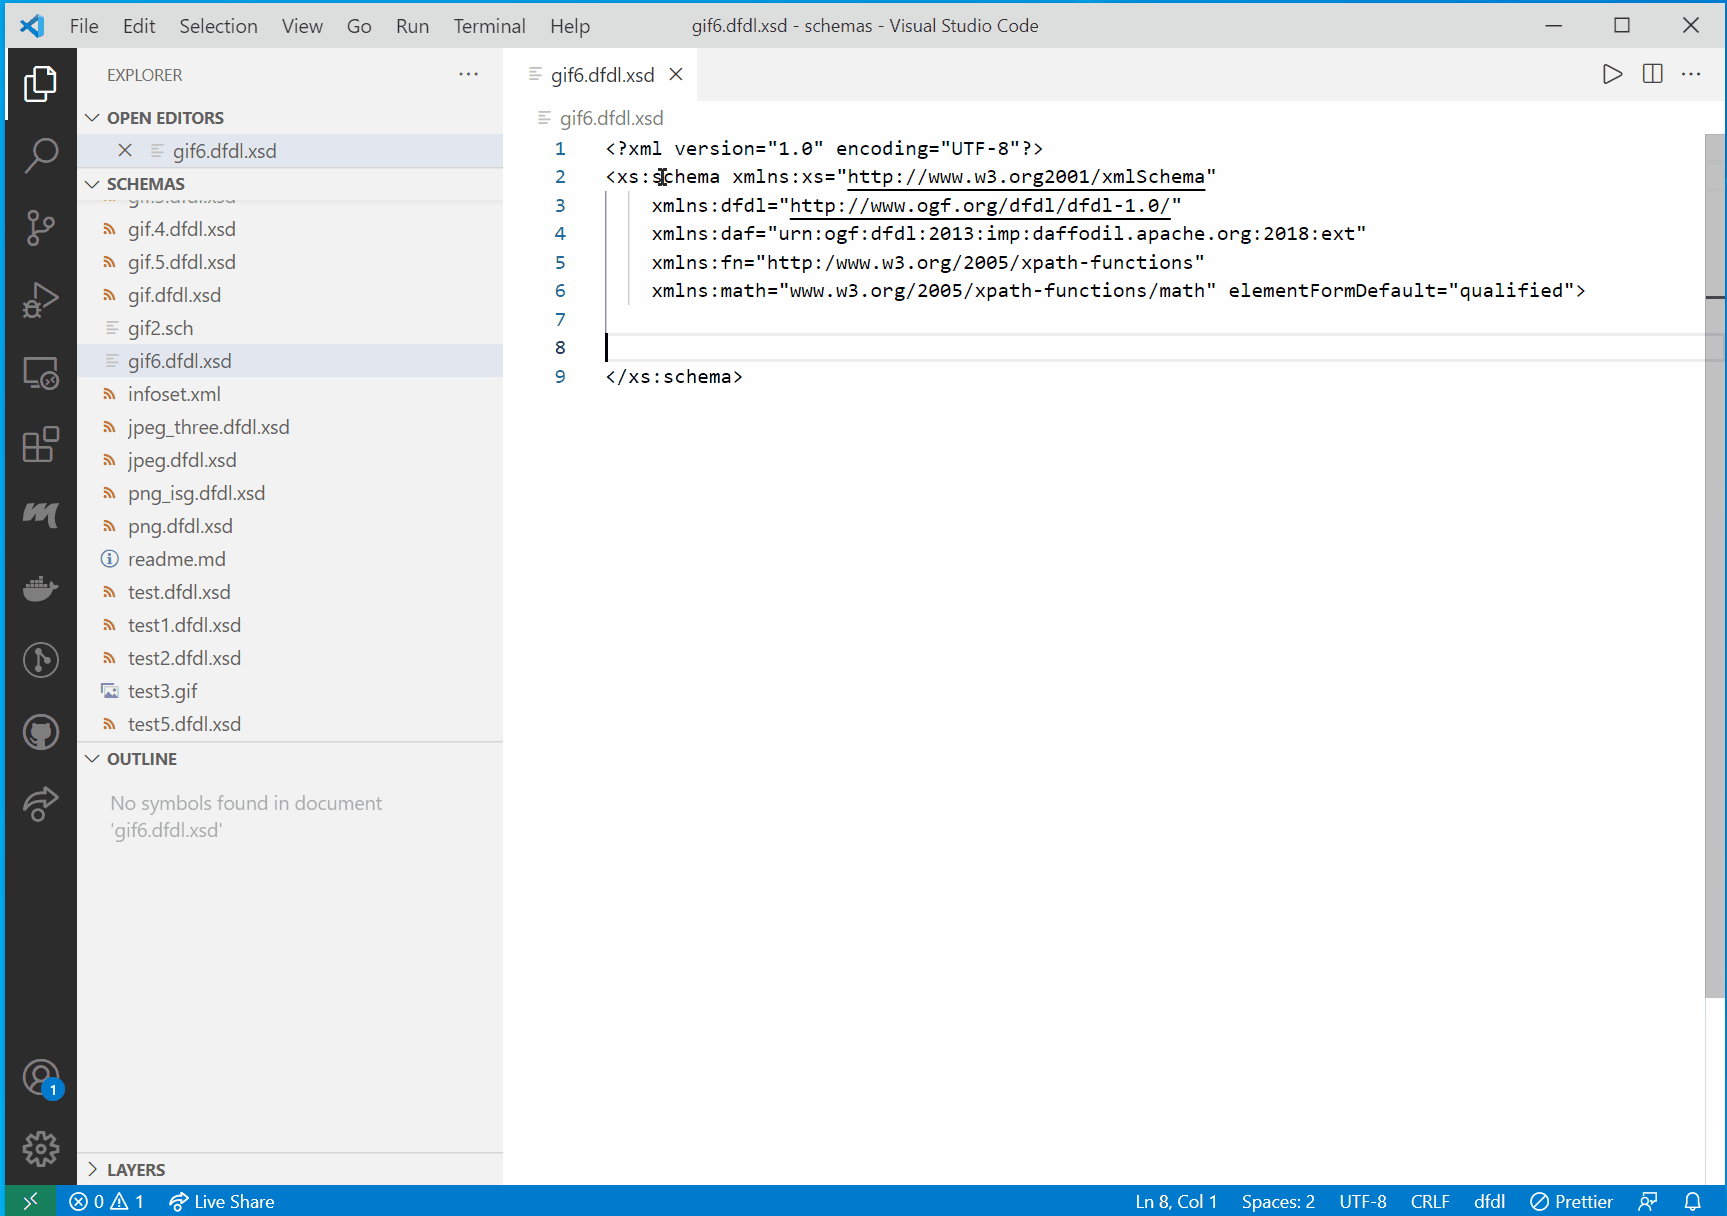 File Edit Selection View Go Run Terminal Help gif6.dfdl.xsd - schemas - Visual Studio Code
EXPLORER
gif6.dfdl.xsd
OPEN EDITORS
gif6.dfdl.xsd
SCHEMAS
gif.4.dfdl.xsd
gif.5.dfdl.xsd
gif.dfdl.xsd
gif2.sch
gif6.dfdl.xsd
infoset.xml
jpeg_three.dfdl.xsd
jpeg.dfdl.xsd
png_isg.dfdl.xsd
png.dfdl.xsd
readme.md
test.dfdl.xsd
test1.dfdl.xsd
test2.dfdl.xsd
test3.gif
test5.dfdl.xsd
OUTLINE
No symbols found in document
'gif6.dfdl.xsd'
LAYERS
gif6.dfdl.xsd
1 <?xml version="1.0" encoding="UTF-8"?>
2 <xs:schema xmlns:xs="http://www.w3.org2001/xmlSchema"
3 xmlns:dfdl="http://www.ogf.org/dfdl/dfdl-1.0/"
4 xmlns:daf="urn:ogf:dfdl:2013:imp:daffodil.apache.org:2018:ext"
5 xmlns:fn="http:/www.w3.org/2005/xpath-functions"
6 xmlns:math="www.w3.org/2005/xpath-functions/math" elementFormDefault="qualified">
7
8
9 </xs:schema>
1
0 1 Live Share Ln 8, Col 1 Spaces: 2 UTF-8 CRLF dfdl Prettier